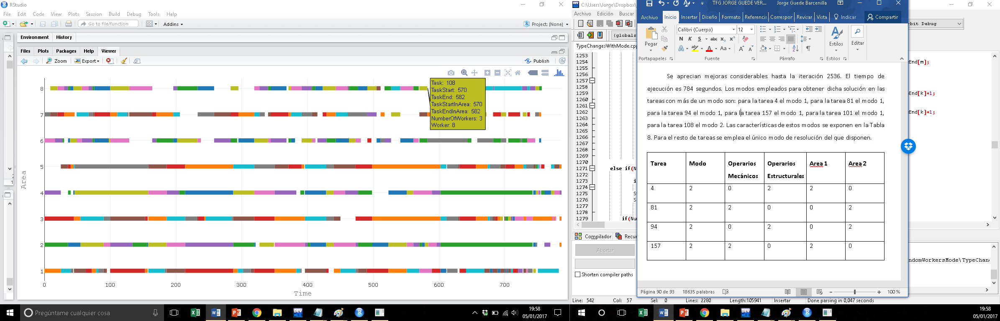 RStudio
File Edit Code View Plots Session Build Debug Tools Help
Go to file/function Addins Project: (None)
Environment History
Files Plots Packages Help Viewer
Zoom Export Publish
Task: 108
TaskStart: 570
TaskEnd: 582
TaskStartInArea: 570
TaskEndInArea: 582
NumberOfWorkers: 3
Worker: 8
8
7
6
5
4
3
2
1
Area
0 100 200 300 400 500 600 700
Time
C:\Users\Jorge\Dropbox\
Archivo Edición Buscar
(globals
-bit Debug
TypeChangesWithMode.cpp
1253
1254
1255
1256
1257
1258
1259
1260
1261
1262
1263
1264
1265
1266
1267
1268
1269
1270
1271 else if(N
1272
1273 i
1274
1275 S
1276 S
1277
1278
1279 if(Num
eEnd[m];
eEnd[k]+1;
eEnd[k]+1;
Compilador Recur
Abortar
Shorten compiler paths
ndomWorkersMode\TypeChan
Line: 542 Col: 57 Sel: 0 Lines: 2280 Length:105941 Insertar Done parsing in 0,047 seconds
TFG JORGE GUEDE VER... Jorge Guede Barcenilla
Archivo Inicio Insertar Diseño Formato Referencia Correspor Revisar Vista Indicar Compartir
Calibri (Cuerpo) 12
Pegar
N K S abc x₂ x²
A aby A Aa A A
Estilos Editar
Portapapeles Fuente Párrafo Estilos
Se aprecian mejoras considerables hasta la iteración 2536. El tiempo de
ejecución es 784 segundos. Los modos empleados para obtener dicha solución en las
tareas con más de un modo son: para la tarea 4 el modo 1, para la tarea 81 el modo 1,
para la tarea 94 el modo 1, para la tarea 157 el modo 1, para la tarea 101 el modo 1,
para la tarea 108 el modo 2. Las características de estos modos se exponen en la Tabla
8. Para el resto de tareas se emplea el único modo de resolución del que disponen.
Tarea Modo Operarios Mecánicos Operarios Estructurales Area 1 Area 2
4 2 0 2 2 0
81 2 2 0 0 2
94 2 0 2 0 2
157 2 2 0 2 0
Página 90 de 93 18635 palabras 100 %
Pregúntame cualquier cosa
19:58
05/01/2017
19:58
05/01/2017